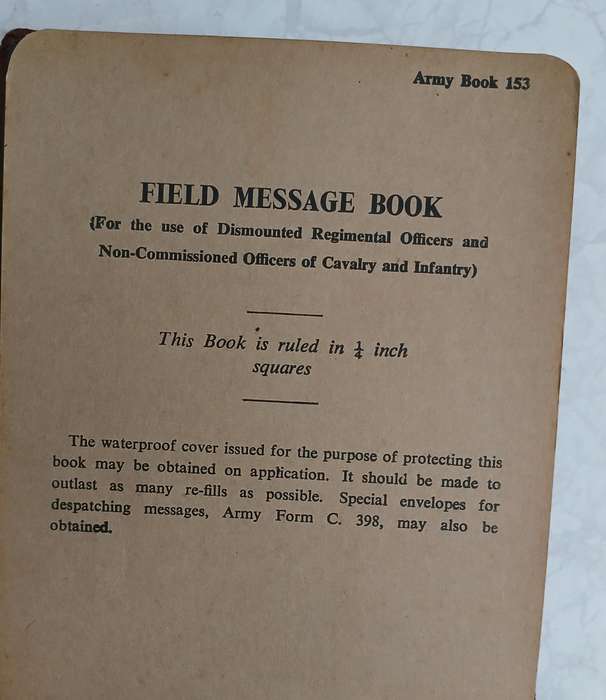 Army Book 153
FIELD MESSAGE BOOK
(For the use of Dismounted Regimental Officers and
Non-Commissioned Officers of Cavalry and Infantry)
This Book is ruled in ¼ inch
squares
The waterproof cover issued for the purpose of protecting this
book may be obtained on application. It should be made to
outlast as many re-fills as possible. Special envelopes for
despatching messages, Army Form C. 398, may also be
obtained.